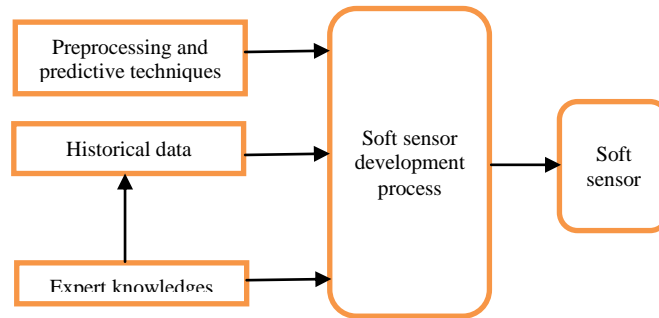 Preprocessing and
predictive techniques
Historical data
Expert knowledges
Soft sensor
development
process
Soft
sensor